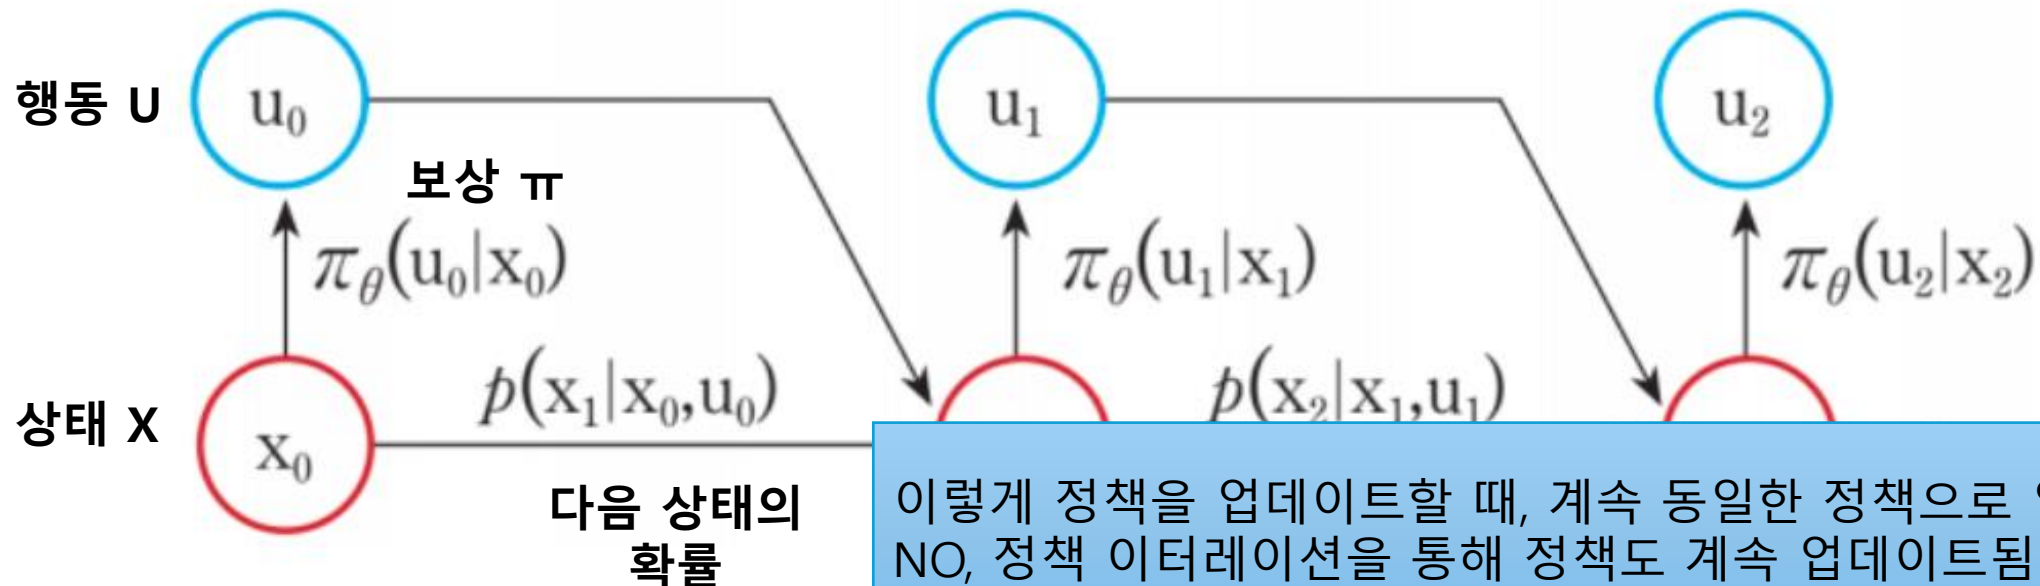 행동 U
u₀
u₁
u₂
보상 ㅠ
π_θ(u₀|x₀)
π_θ(u₁|x₁)
π_θ(u₂|x₂)
p(x₁|x₀,u₀)
p(x₂|x₁,u₁)
상태 X
x₀
다음 상태의
확률
이렇게 정책을 업데이트할 때, 계속 동일한 정책으로
NO, 정책 이터레이션을 통해 정책도 계속 업데이트됨